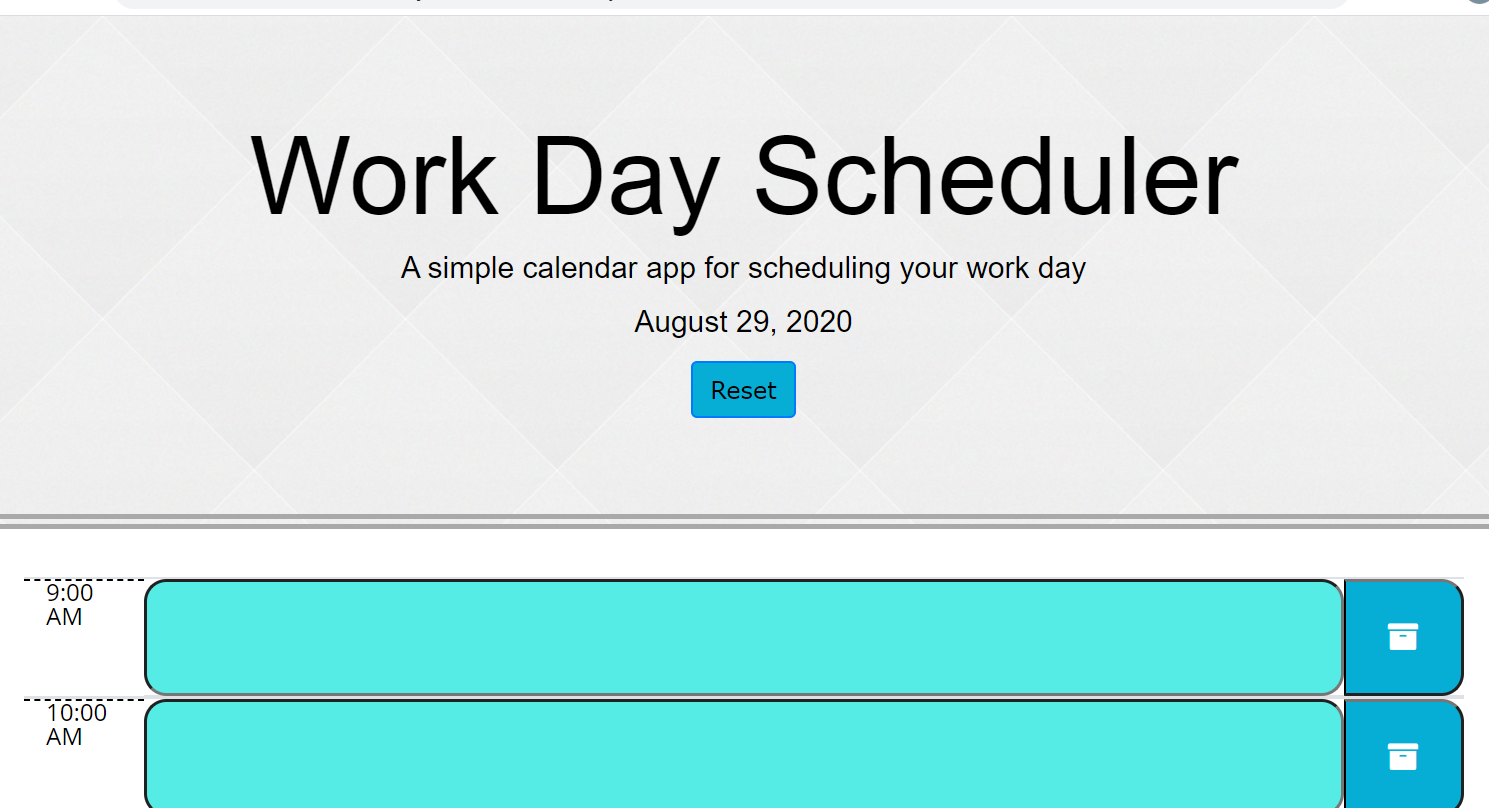 Work Day Scheduler
A simple calendar app for scheduling your work day
August 29, 2020
Reset
9:00
AM
10:00
AM